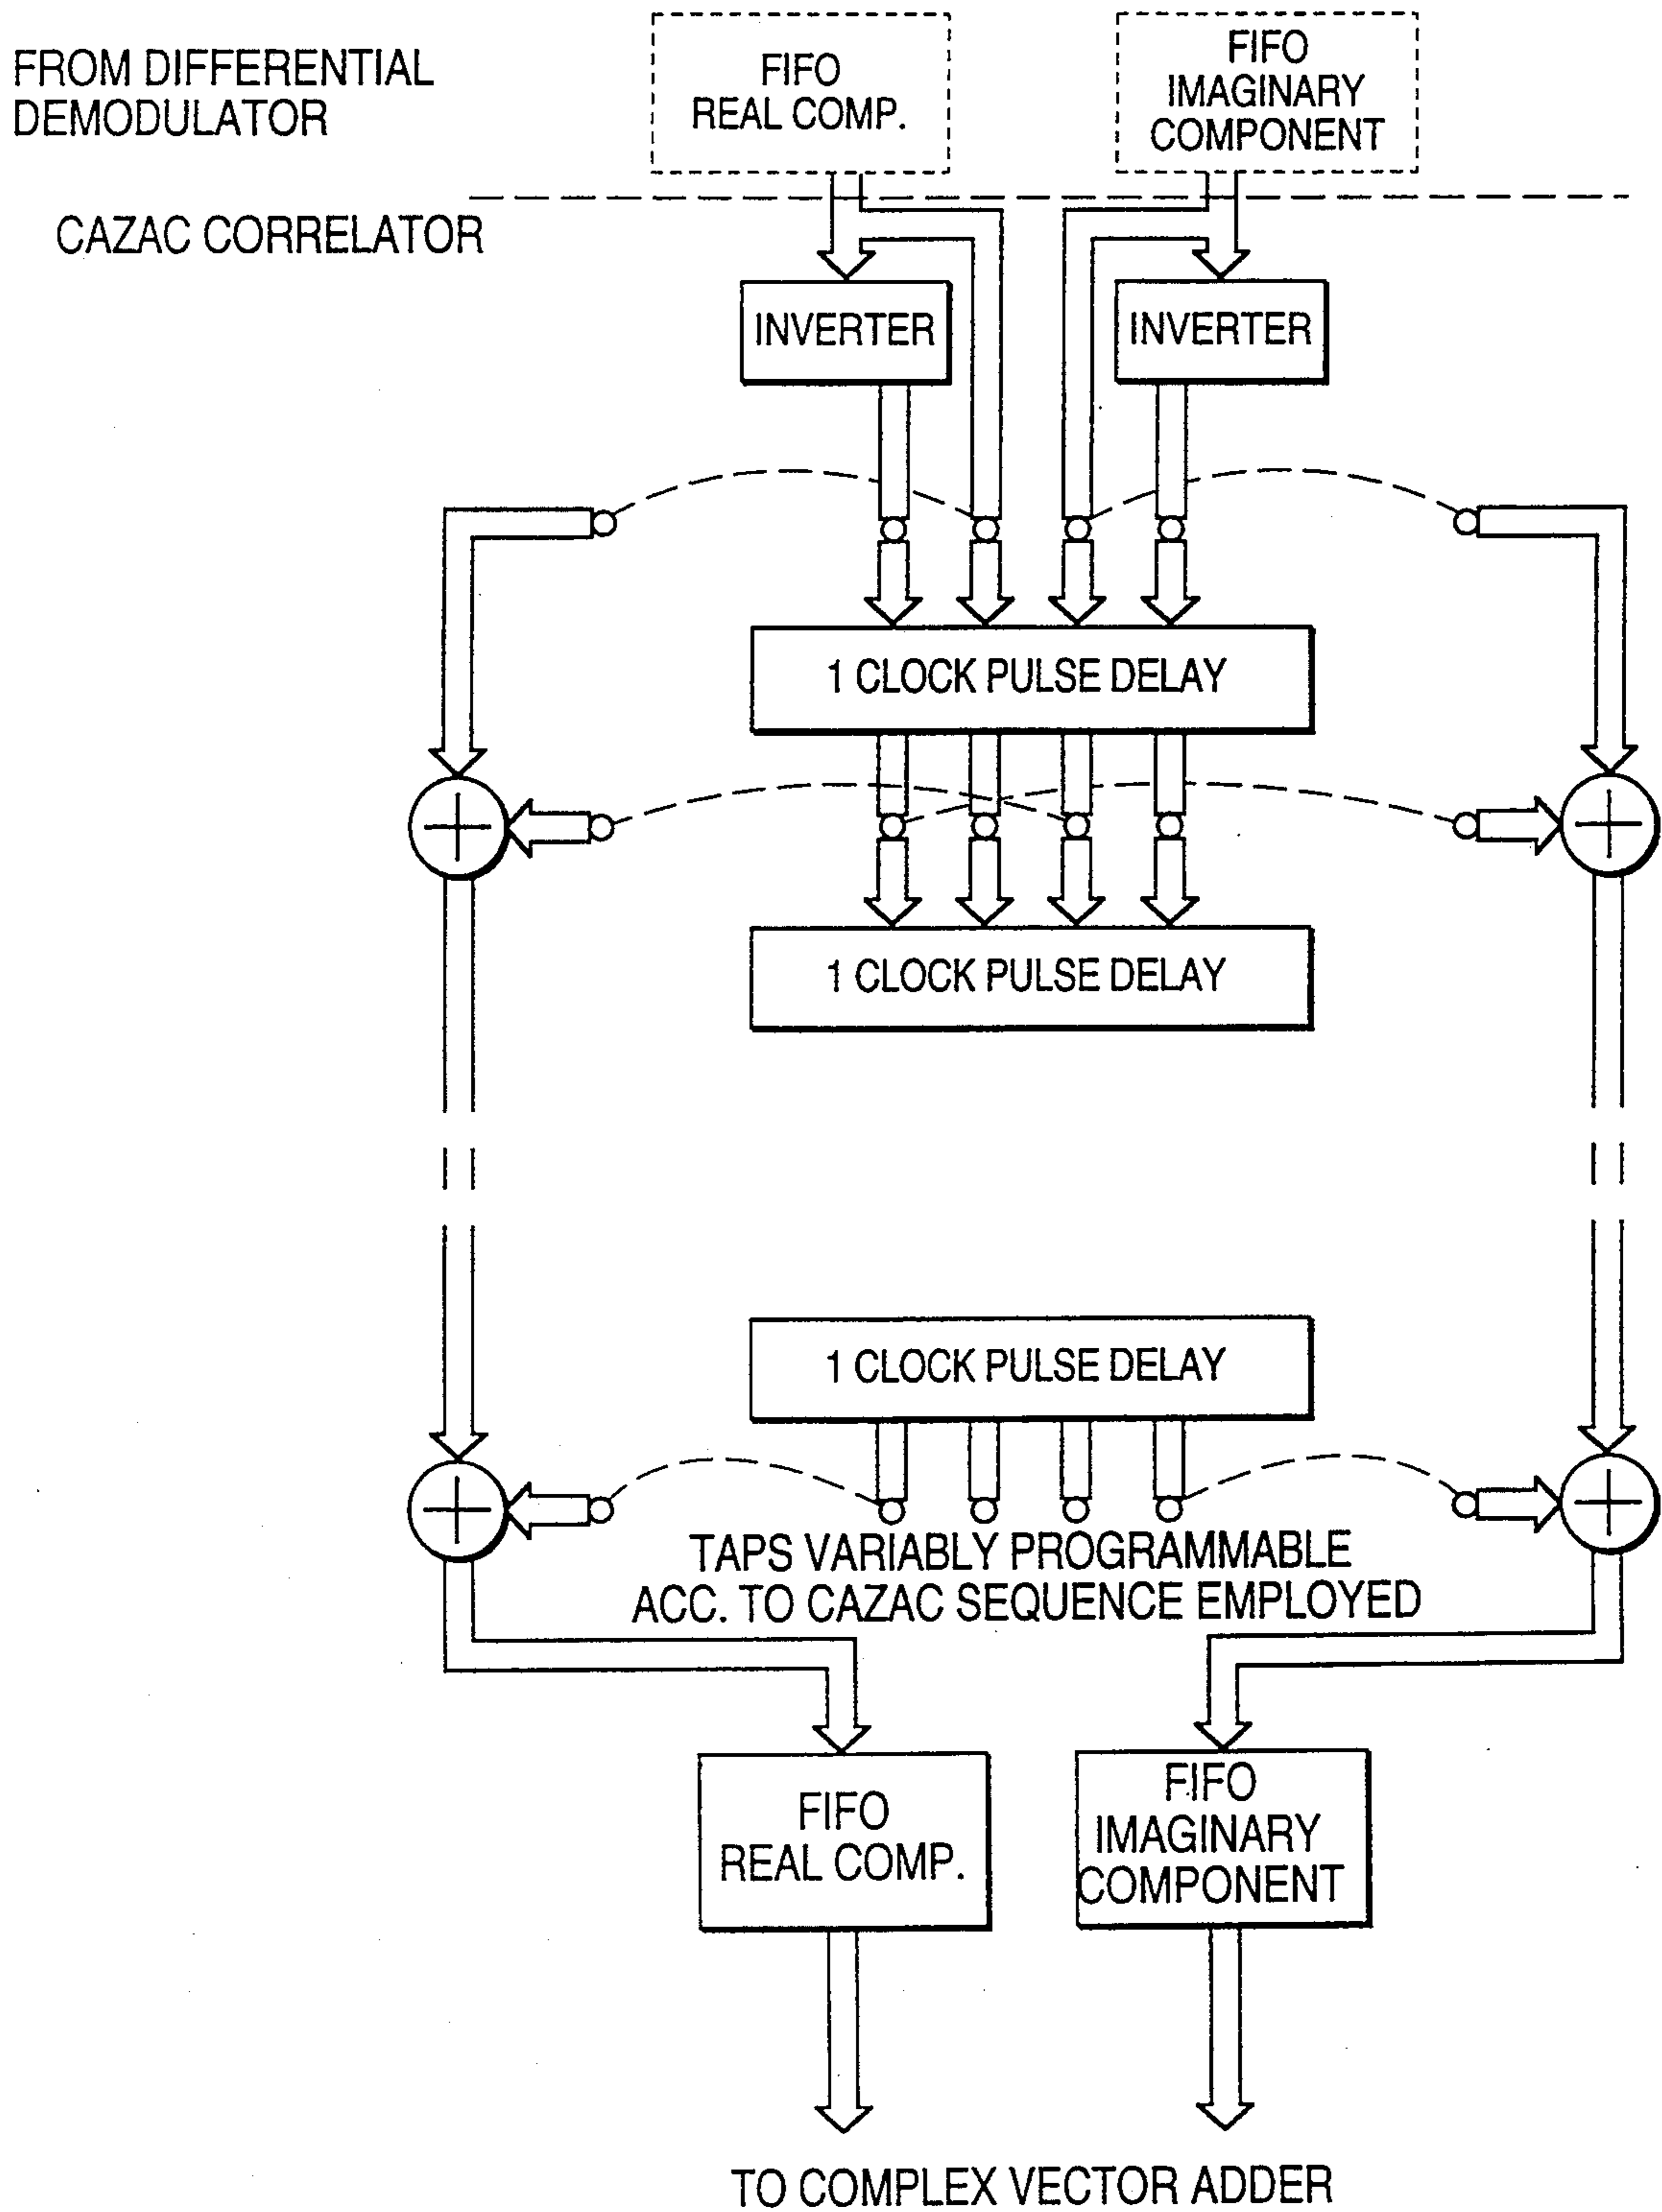 FROM DIFFERENTIAL
DEMODULATOR
FIFO
REAL COMP.
FIFO
IMAGINARY
COMPONENT
CAZAC CORRELATOR
INVERTER
INVERTER
1 CLOCK PULSE DELAY
1 CLOCK PULSE DELAY
1 CLOCK PULSE DELAY
TAPS VARIABLY PROGRAMMABLE
ACC. TO CAZAC SEQUENCE EMPLOYED
FIFO
REAL COMP.
FIFO
IMAGINARY
COMPONENT
TO COMPLEX VECTOR ADDER